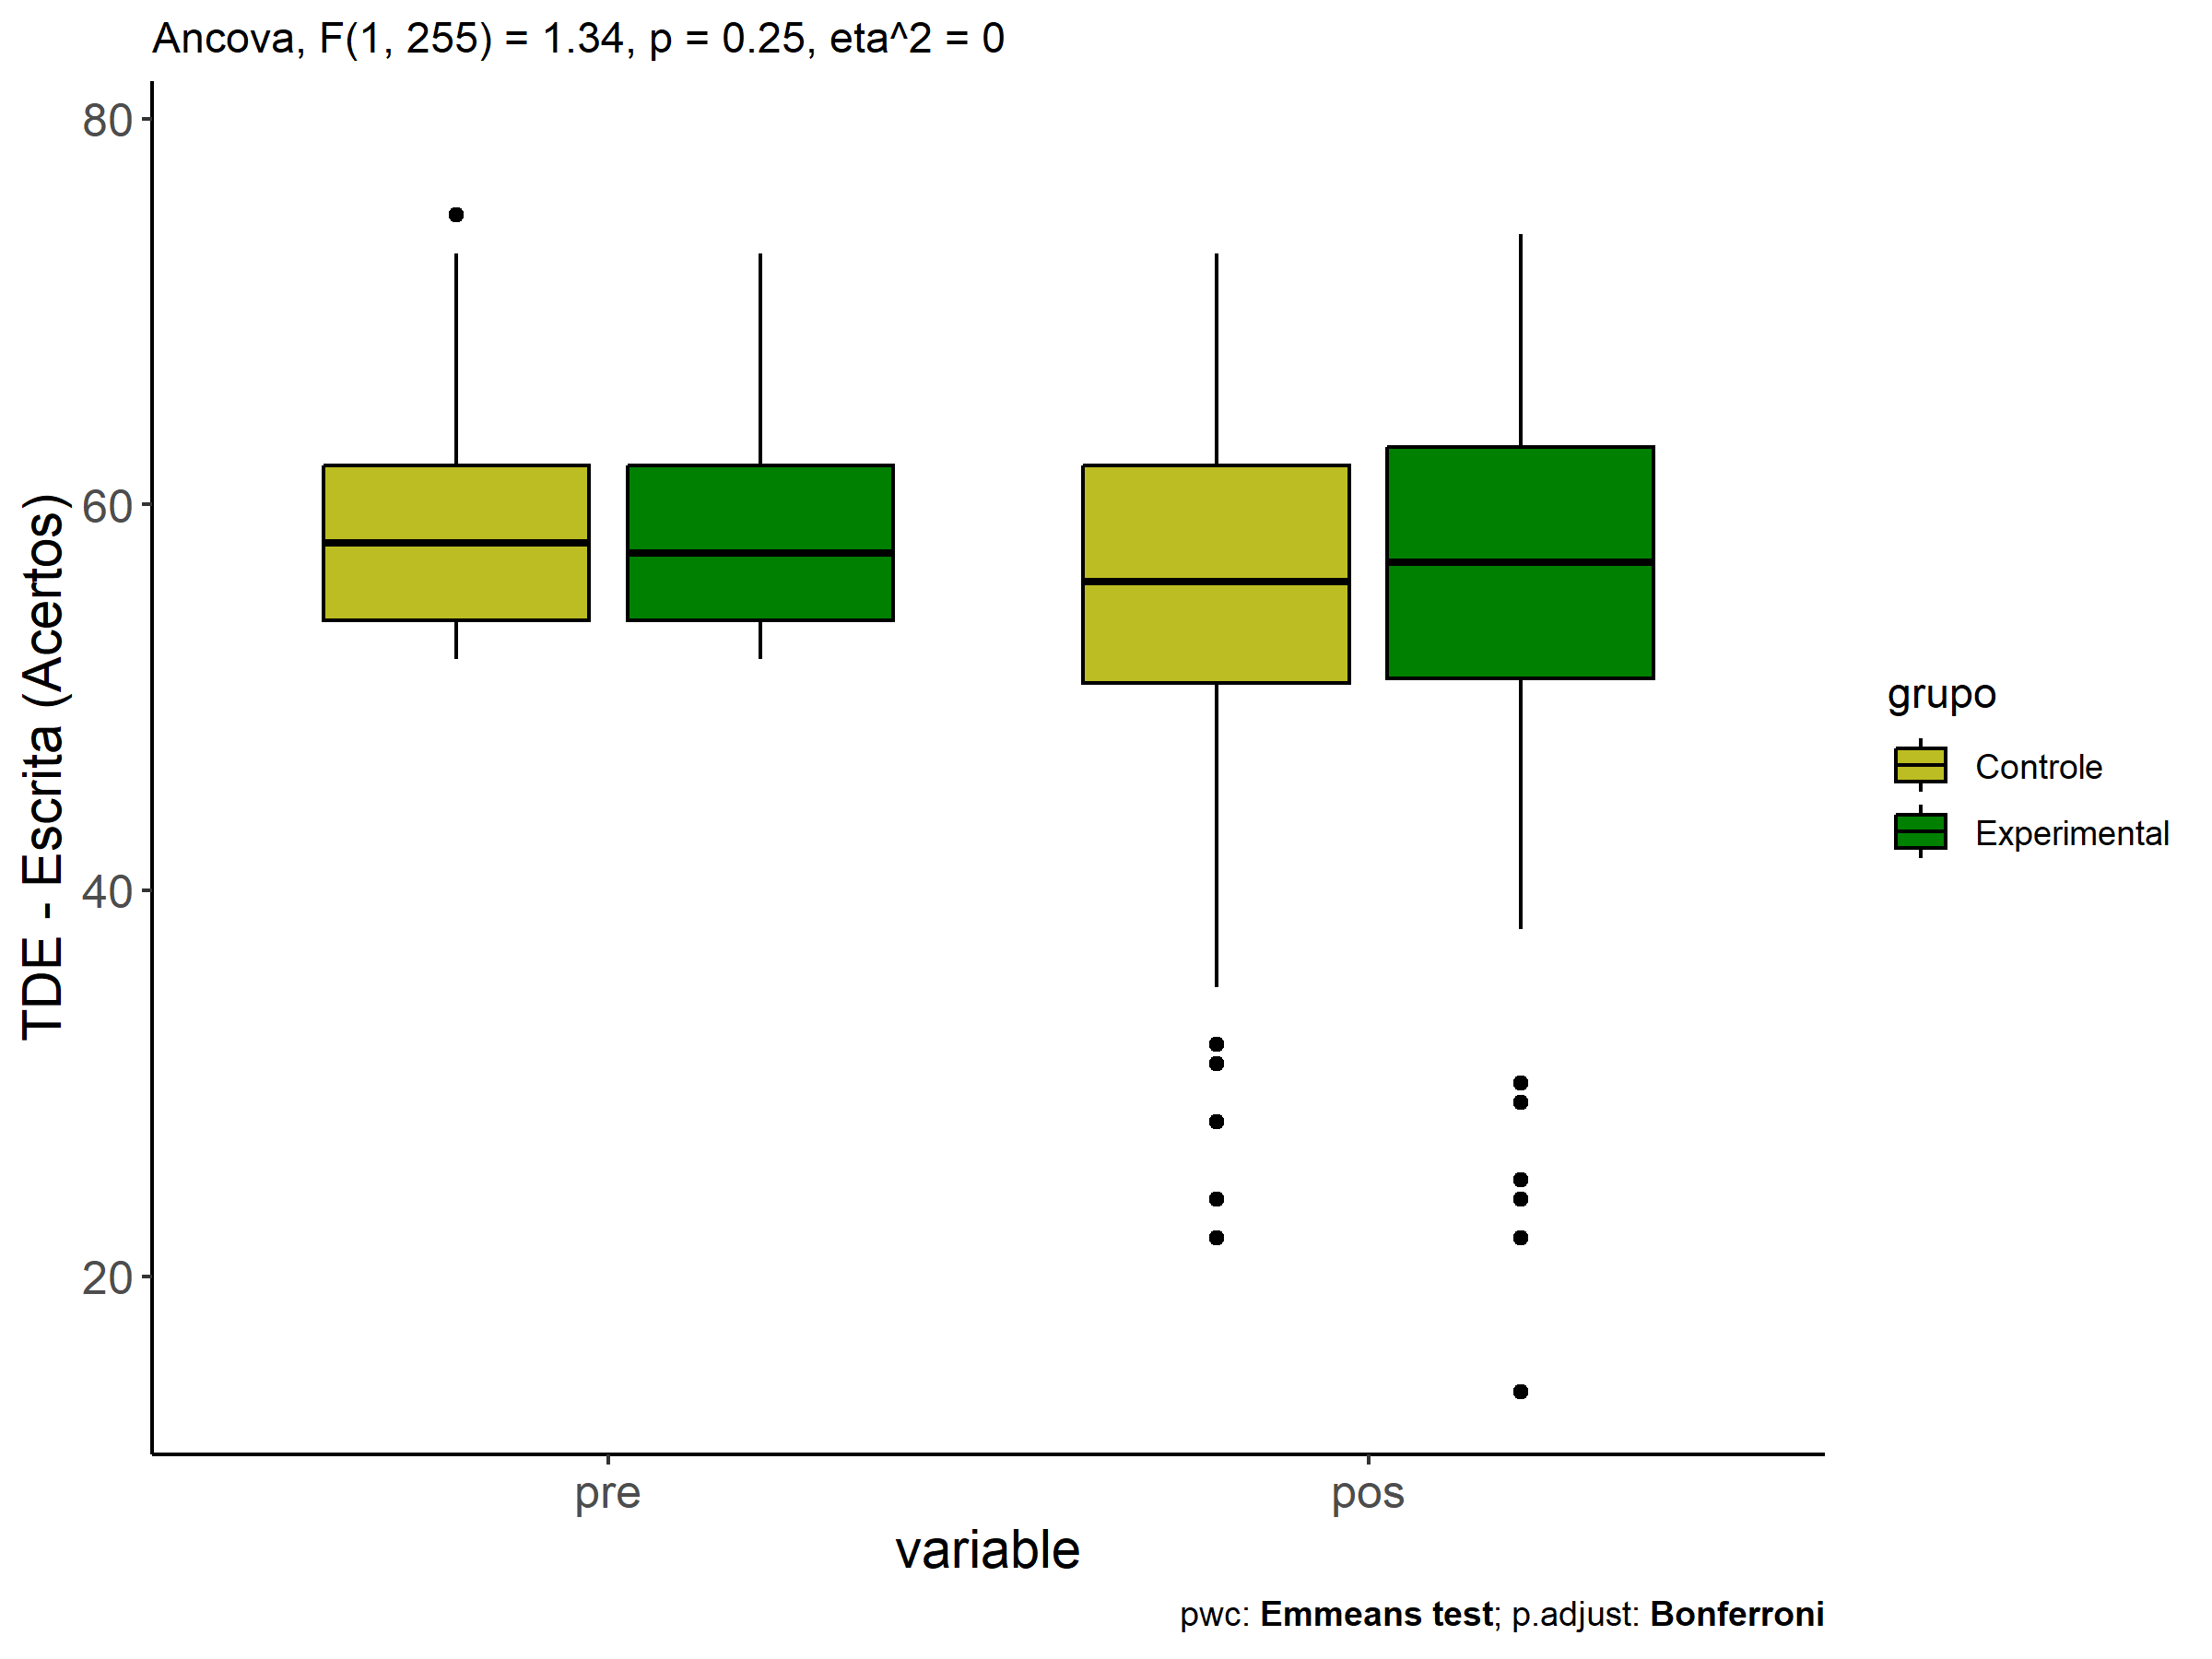 Ancova, F(1, 255) = 1.34, p = 0.25, eta^2 = 0
TDE - Escrita (Acertos)
80
60
40
20
pre
pos
variable
grupo
Controle
Experimental
pwc: Emmeans test; p.adjust: Bonferroni